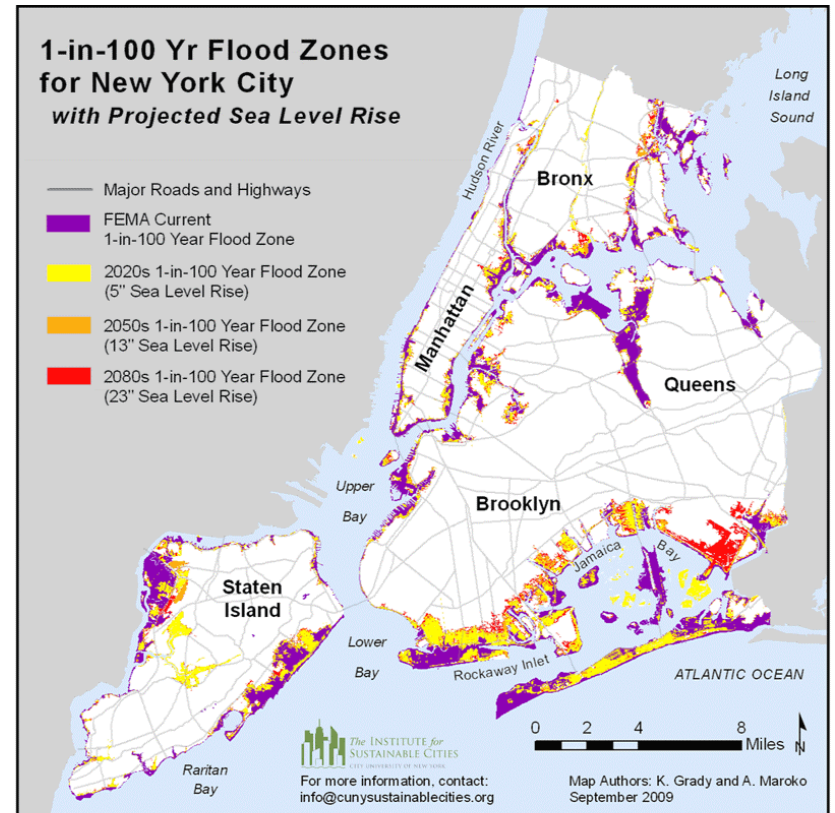 1-in-100 Yr Flood Zones
for New York City
with Projected Sea Level Rise
Major Roads and Highways
FEMA Current
1-in-100 Year Flood Zone
2020s 1-in-100 Year Flood Zone
(5" Sea Level Rise)
2050s 1-in-100 Year Flood Zone
(13" Sea Level Rise)
2080s 1-in-100 Year Flood Zone
(23" Sea Level Rise)
Long
Island
Sound
Hudson River
Bronx
Manhattan
Queens
Upper
Bay
Brooklyn
Jamaica
Bay
Staten
Island
Lower
Bay
Rockaway Inlet
ATLANTIC OCEAN
Raritan
Bay
The INSTITUTE for
SUSTAINABLE CITIES
CITY UNIVERSITY OF NEW YORK
For more information, contact:
info@cunysustainablecities.org
0 2 4 8
Miles
N
Map Authors: K. Grady and A. Maroko
September 2009